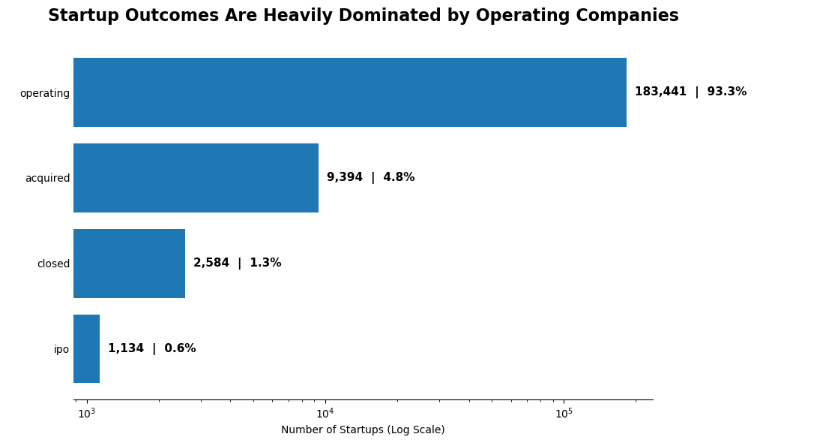 Startup Outcomes Are Heavily Dominated by Operating Companies
operating
183,441 | 93.3%
acquired
9,394 | 4.8%
closed
2,584 | 1.3%
ipo
1,134 | 0.6%
10³ 10⁴ 10⁵
Number of Startups (Log Scale)